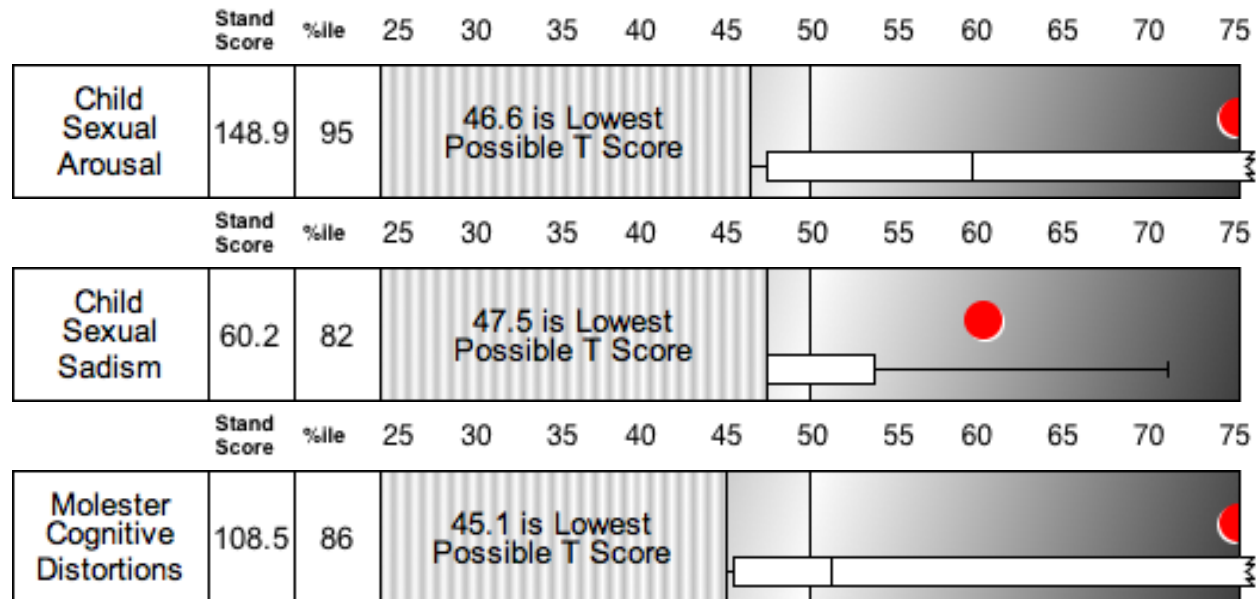 Stand
Score %ile 25 30 35 40 45 50 55 60 65 70 75
Child
Sexual
Arousal
148.9 95
46.6 is Lowest
Possible T Score
Stand
Score %ile 25 30 35 40 45 50 55 60 65 70 75
Child
Sexual
Sadism
60.2 82
47.5 is Lowest
Possible T Score
Stand
Score %ile 25 30 35 40 45 50 55 60 65 70 75
Molester
Cognitive
Distortions
108.5 86
45.1 is Lowest
Possible T Score